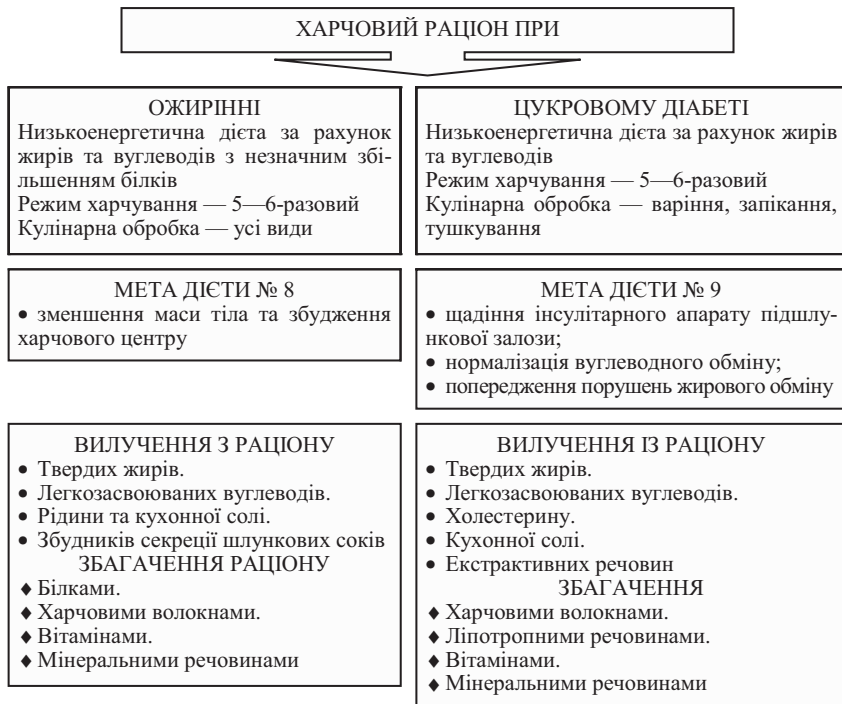 ХАРЧОВИЙ РАЦІОН ПРИ
ОЖИРІННІ
Низькоенергетична дієта за рахунок
жирів та вуглеводів з незначним збі-
льшенням білків
Режим харчування — 5—6-разовий
Кулінарна обробка — усі види
ЦУКРОВОМУ ДІАБЕТІ
Низькоенергетична дієта за рахунок жирів
та вуглеводів
Режим харчування — 5—6-разовий
Кулінарна обробка — варіння, запікання,
тушкування
МЕТА ДІЄТИ № 8
• зменшення маси тіла та збудження
харчового центру
МЕТА ДІЄТИ № 9
• щадіння інсулітарного апарату підшлу-
нкової залози;
• нормалізація вуглеводного обміну;
• попередження порушень жирового обміну
ВИЛУЧЕННЯ З РАЦІОНУ
• Твердих жирів.
• Легкозасвоюваних вуглеводів.
• Рідини та кухонної солі.
• Збудників секреції шлункових соків
ЗБАГАЧЕННЯ РАЦІОНУ
♦ Білками.
♦ Харчовими волокнами.
♦ Вітамінами.
♦ Мінеральними речовинами
ВИЛУЧЕННЯ ІЗ РАЦІОНУ
• Твердих жирів.
• Легкозасвоюваних вуглеводів.
• Холестерину.
• Кухонної солі.
• Екстрактивних речовин
ЗБАГАЧЕННЯ
♦ Харчовими волокнами.
♦ Ліпотропними речовинами.
♦ Вітамінами.
♦ Мінеральними речовинами